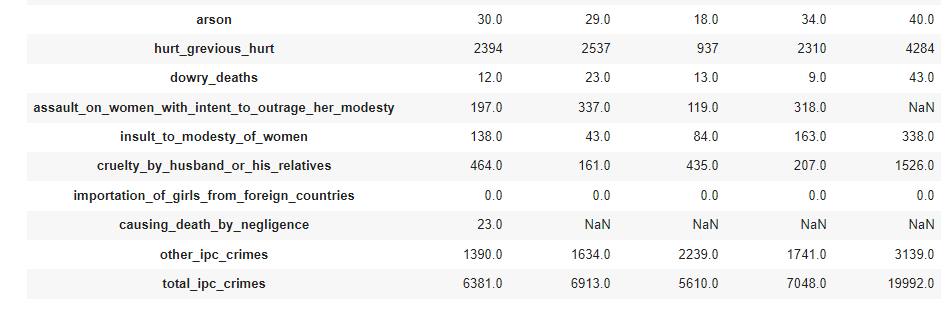 arson 30.0 29.0 18.0 34.0 40.0
hurt_grevious_hurt 2394 2537 937 2310 4284
dowry_deaths 12.0 23.0 13.0 9.0 43.0
assault_on_women_with_intent_to_outrage_her_modesty 197.0 337.0 119.0 318.0 NaN
insult_to_modesty_of_women 138.0 43.0 84.0 163.0 338.0
cruelty_by_husband_or_his_relatives 464.0 161.0 435.0 207.0 1526.0
importation_of_girls_from_foreign_countries 0.0 0.0 0.0 0.0 0.0
causing_death_by_negligence 23.0 NaN NaN NaN NaN
other_ipc_crimes 1390.0 1634.0 2239.0 1741.0 3139.0
total_ipc_crimes 6381.0 6913.0 5610.0 7048.0 19992.0